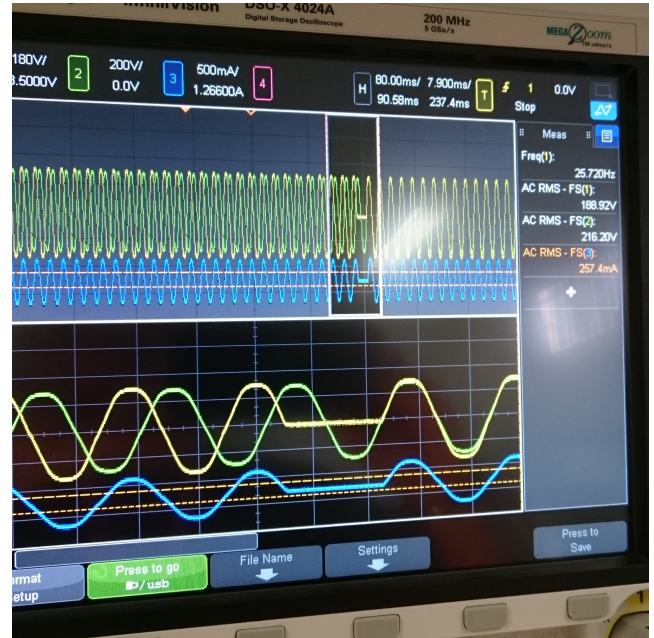 DSO-X 4024A
Digital Storage Oscilloscope
200 MHz
5 GSa/s
MEGA Zoom
180V/
.5000V
2
200V/
0.0V
3
500mA/
1.26600A
4
H
80.00ms/ 7.900ms/
90.58ms 237.4ms
T
1
Stop
0.0V
Meas
Freq(1):
25.720Hz
AC RMS - FS(1):
188.92V
AC RMS - FS(2):
216.20V
AC RMS - FS(3):
257.4mA
Setup
Press to go
/usb
File Name
Settings
Press to
Save